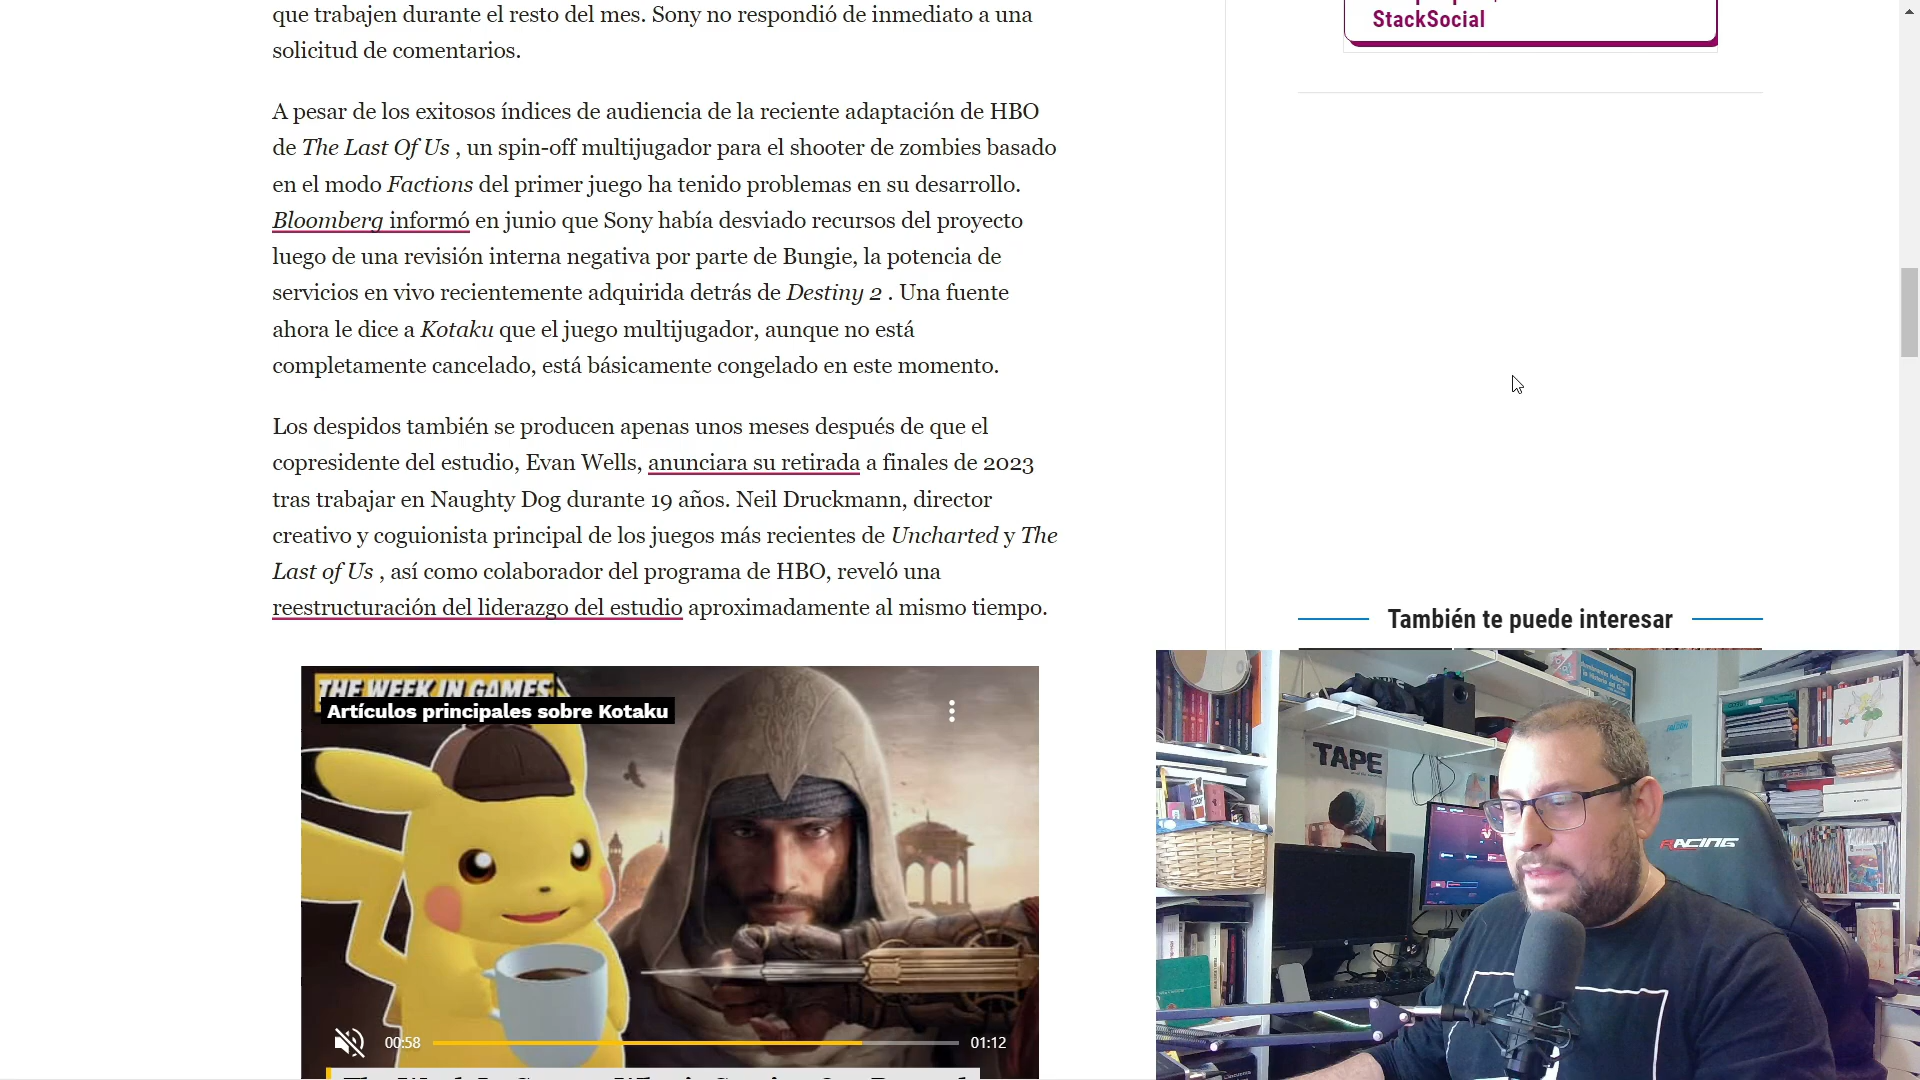 que trabajen durante el resto del mes. Sony no respondió de inmediato a una
solicitud de comentarios.
A pesar de los exitosos índices de audiencia de la reciente adaptación de HBO
de The Last Of Us , un spin-off multijugador para el shooter de zombies basado
en el modo Factions del primer juego ha tenido problemas en su desarrollo.
Bloomberg informó en junio que Sony había desviado recursos del proyecto
luego de una revisión interna negativa por parte de Bungie, la potencia de
servicios en vivo recientemente adquirida detrás de Destiny 2 . Una fuente
ahora le dice a Kotaku que el juego multijugador, aunque no está
completamente cancelado, está básicamente congelado en este momento.
Los despidos también se producen apenas unos meses después de que el
copresidente del estudio, Evan Wells, anunciara su retirada a finales de 2023
tras trabajar en Naughty Dog durante 19 años. Neil Druckmann, director
creativo y coguionista principal de los juegos más recientes de Uncharted y The
Last of Us , así como colaborador del programa de HBO, reveló una
reestructuración del liderazgo del estudio aproximadamente al mismo tiempo.
THE WEEK IN GAMES
Artículos principales sobre Kotaku
00:58
01:12
StackSocial
También te puede interesar
TAPE
RACING